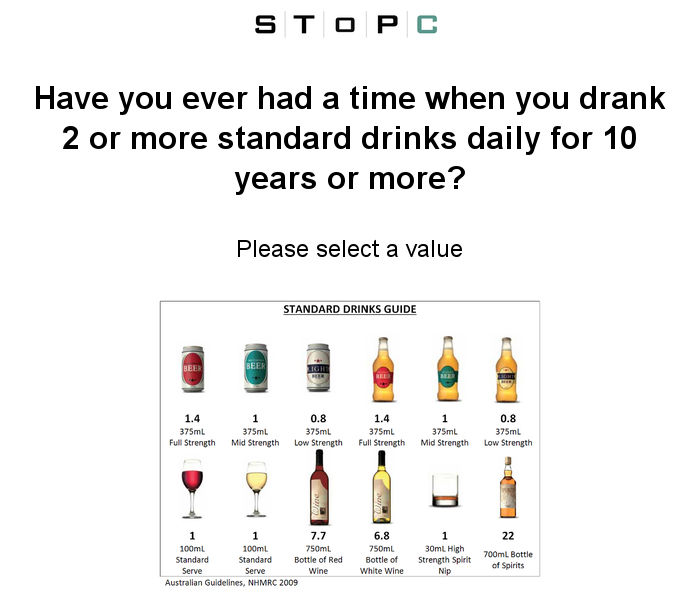 STOPC
Have you ever had a time when you drank
2 or more standard drinks daily for 10
years or more?
Please select a value
STANDARD DRINKS GUIDE
BEER BEER LIGHT BEER BEER BEER LIGHT BEER
1.4 1 0.8 1.4 1 0.8
375mL 375mL 375mL 375mL 375mL 375mL
Full Strength Mid Strength Low Strength Full Strength Mid Strength Low Strength
Olive Olive
1 1 7.7 6.8 1 22
100mL 100mL 750mL 750mL 30mL High 700mL Bottle
Standard Standard Bottle of Red Bottle of Strength Spirit of Spirits
Serve Serve Wine White Wine Nip
Australian Guidelines, NHMRC 2009